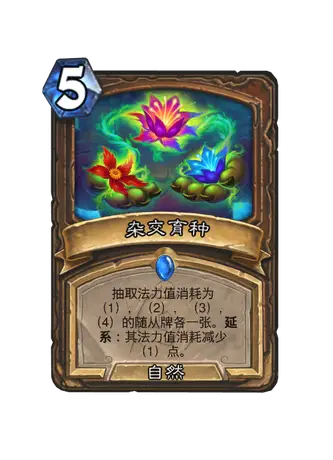 5
杂交育种
抽取法力值消耗为
（1），（2），（3），
（4）的随从牌各一张。延
系：其法力值消耗减少
（1）点。
自然